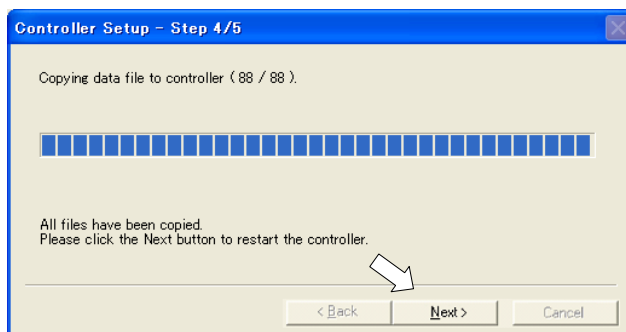 Controller Setup - Step 4/5
Copying data file to controller ( 88 / 88 ).
All files have been copied.
Please click the Next button to restart the controller.
< Back
Next >
Cancel